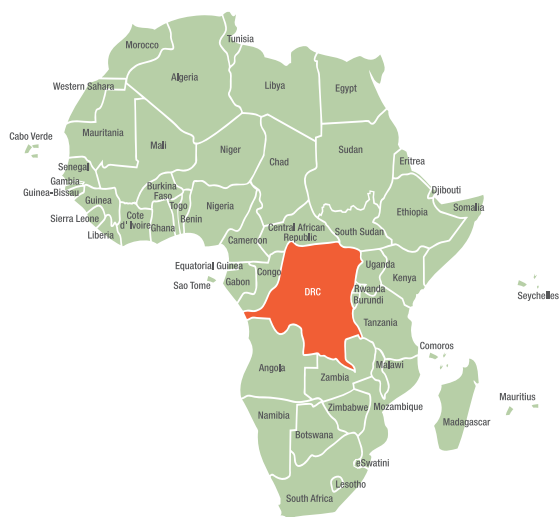 Tunisia
Morocco
Algeria
Libya
Egypt
Western Sahara
Mauritania
Cabo Verde
Mali
Niger
Chad
Sudan
Eritrea
Senegal
Gambia
Guinea-Bissau
Guinea
Burkina
Faso
Djibouti
Somalia
Sierra Leone
Liberia
Cote
d' Ivoire
Ghana
Togo
Benin
Nigeria
Ethiopia
Central African
Republic
South Sudan
Cameroon
Equatorial Guinea
Sao Tome
Gabon
Congo
DRC
Uganda
Kenya
Rwanda
Burundi
Seychelles
Tanzania
Comoros
Angola
Zambia
Malawi
Mozambique
Mauritius
Madagascar
Zimbabwe
Namibia
Botswana
eSwatini
Lesotho
South Africa